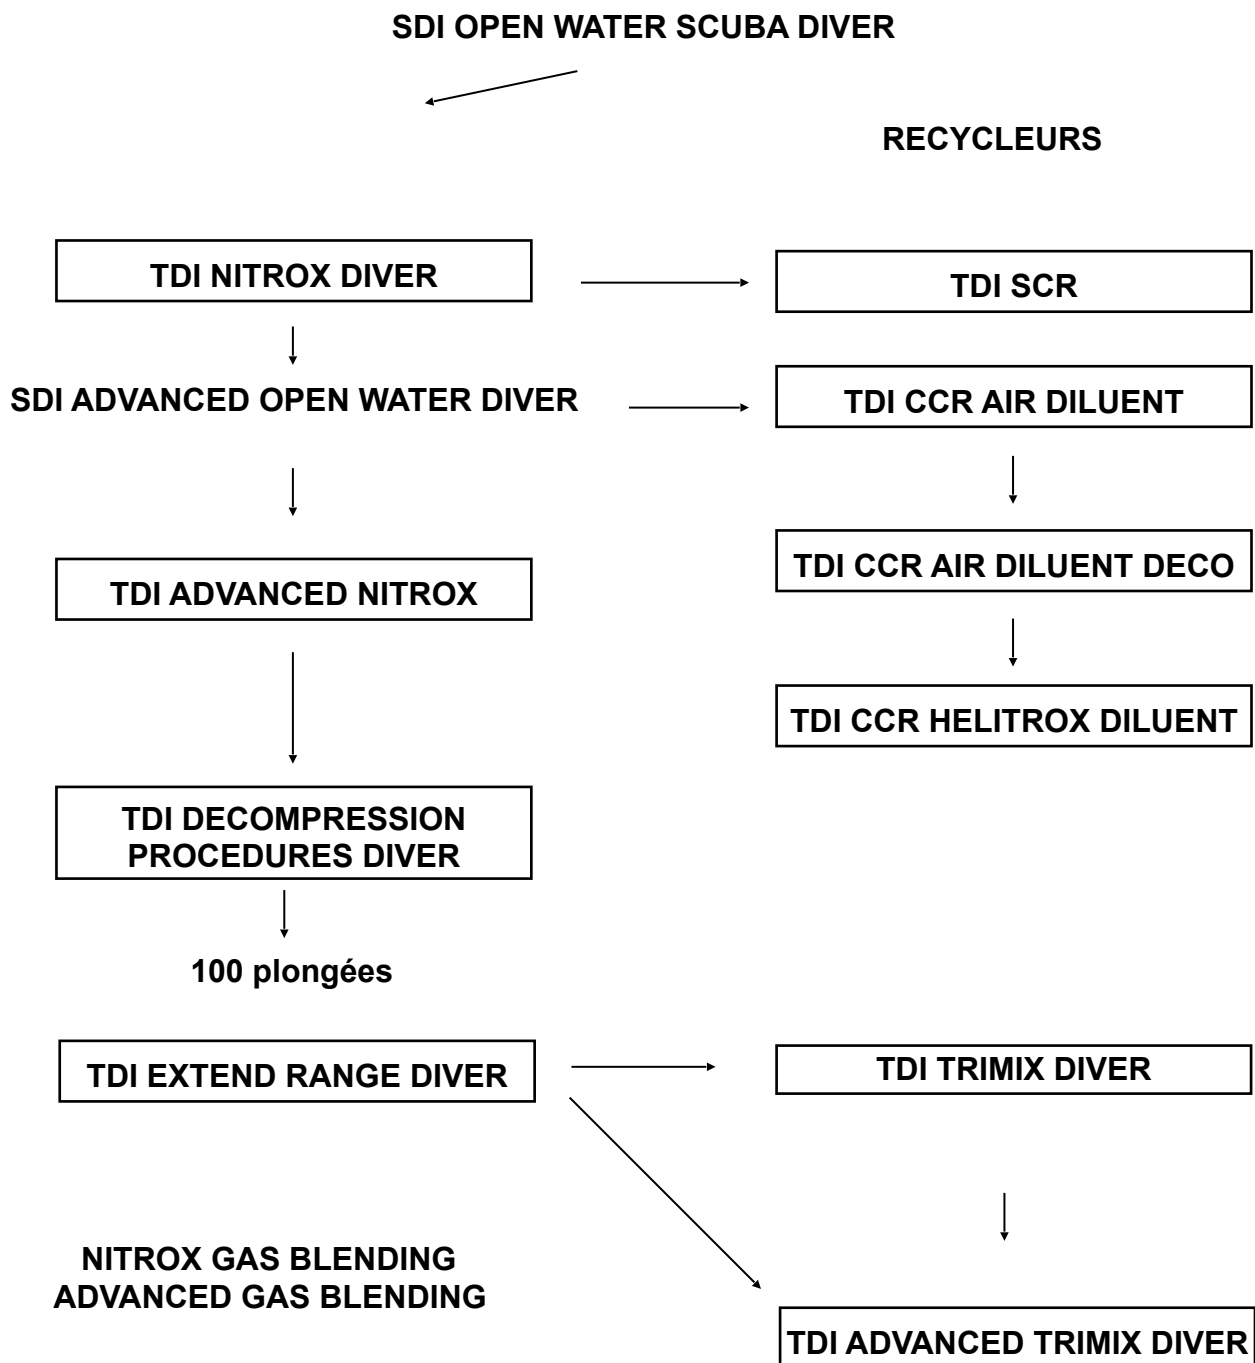 SDI OPEN WATER SCUBA DIVER
RECYCLEURS
TDI NITROX DIVER
TDI SCR
SDI ADVANCED OPEN WATER DIVER
TDI CCR AIR DILUENT
TDI CCR AIR DILUENT DECO
TDI ADVANCED NITROX
TDI CCR HELITROX DILUENT
TDI DECOMPRESSION
PROCEDURES DIVER
100 plongées
TDI EXTEND RANGE DIVER
TDI TRIMIX DIVER
NITROX GAS BLENDING
ADVANCED GAS BLENDING
TDI ADVANCED TRIMIX DIVER